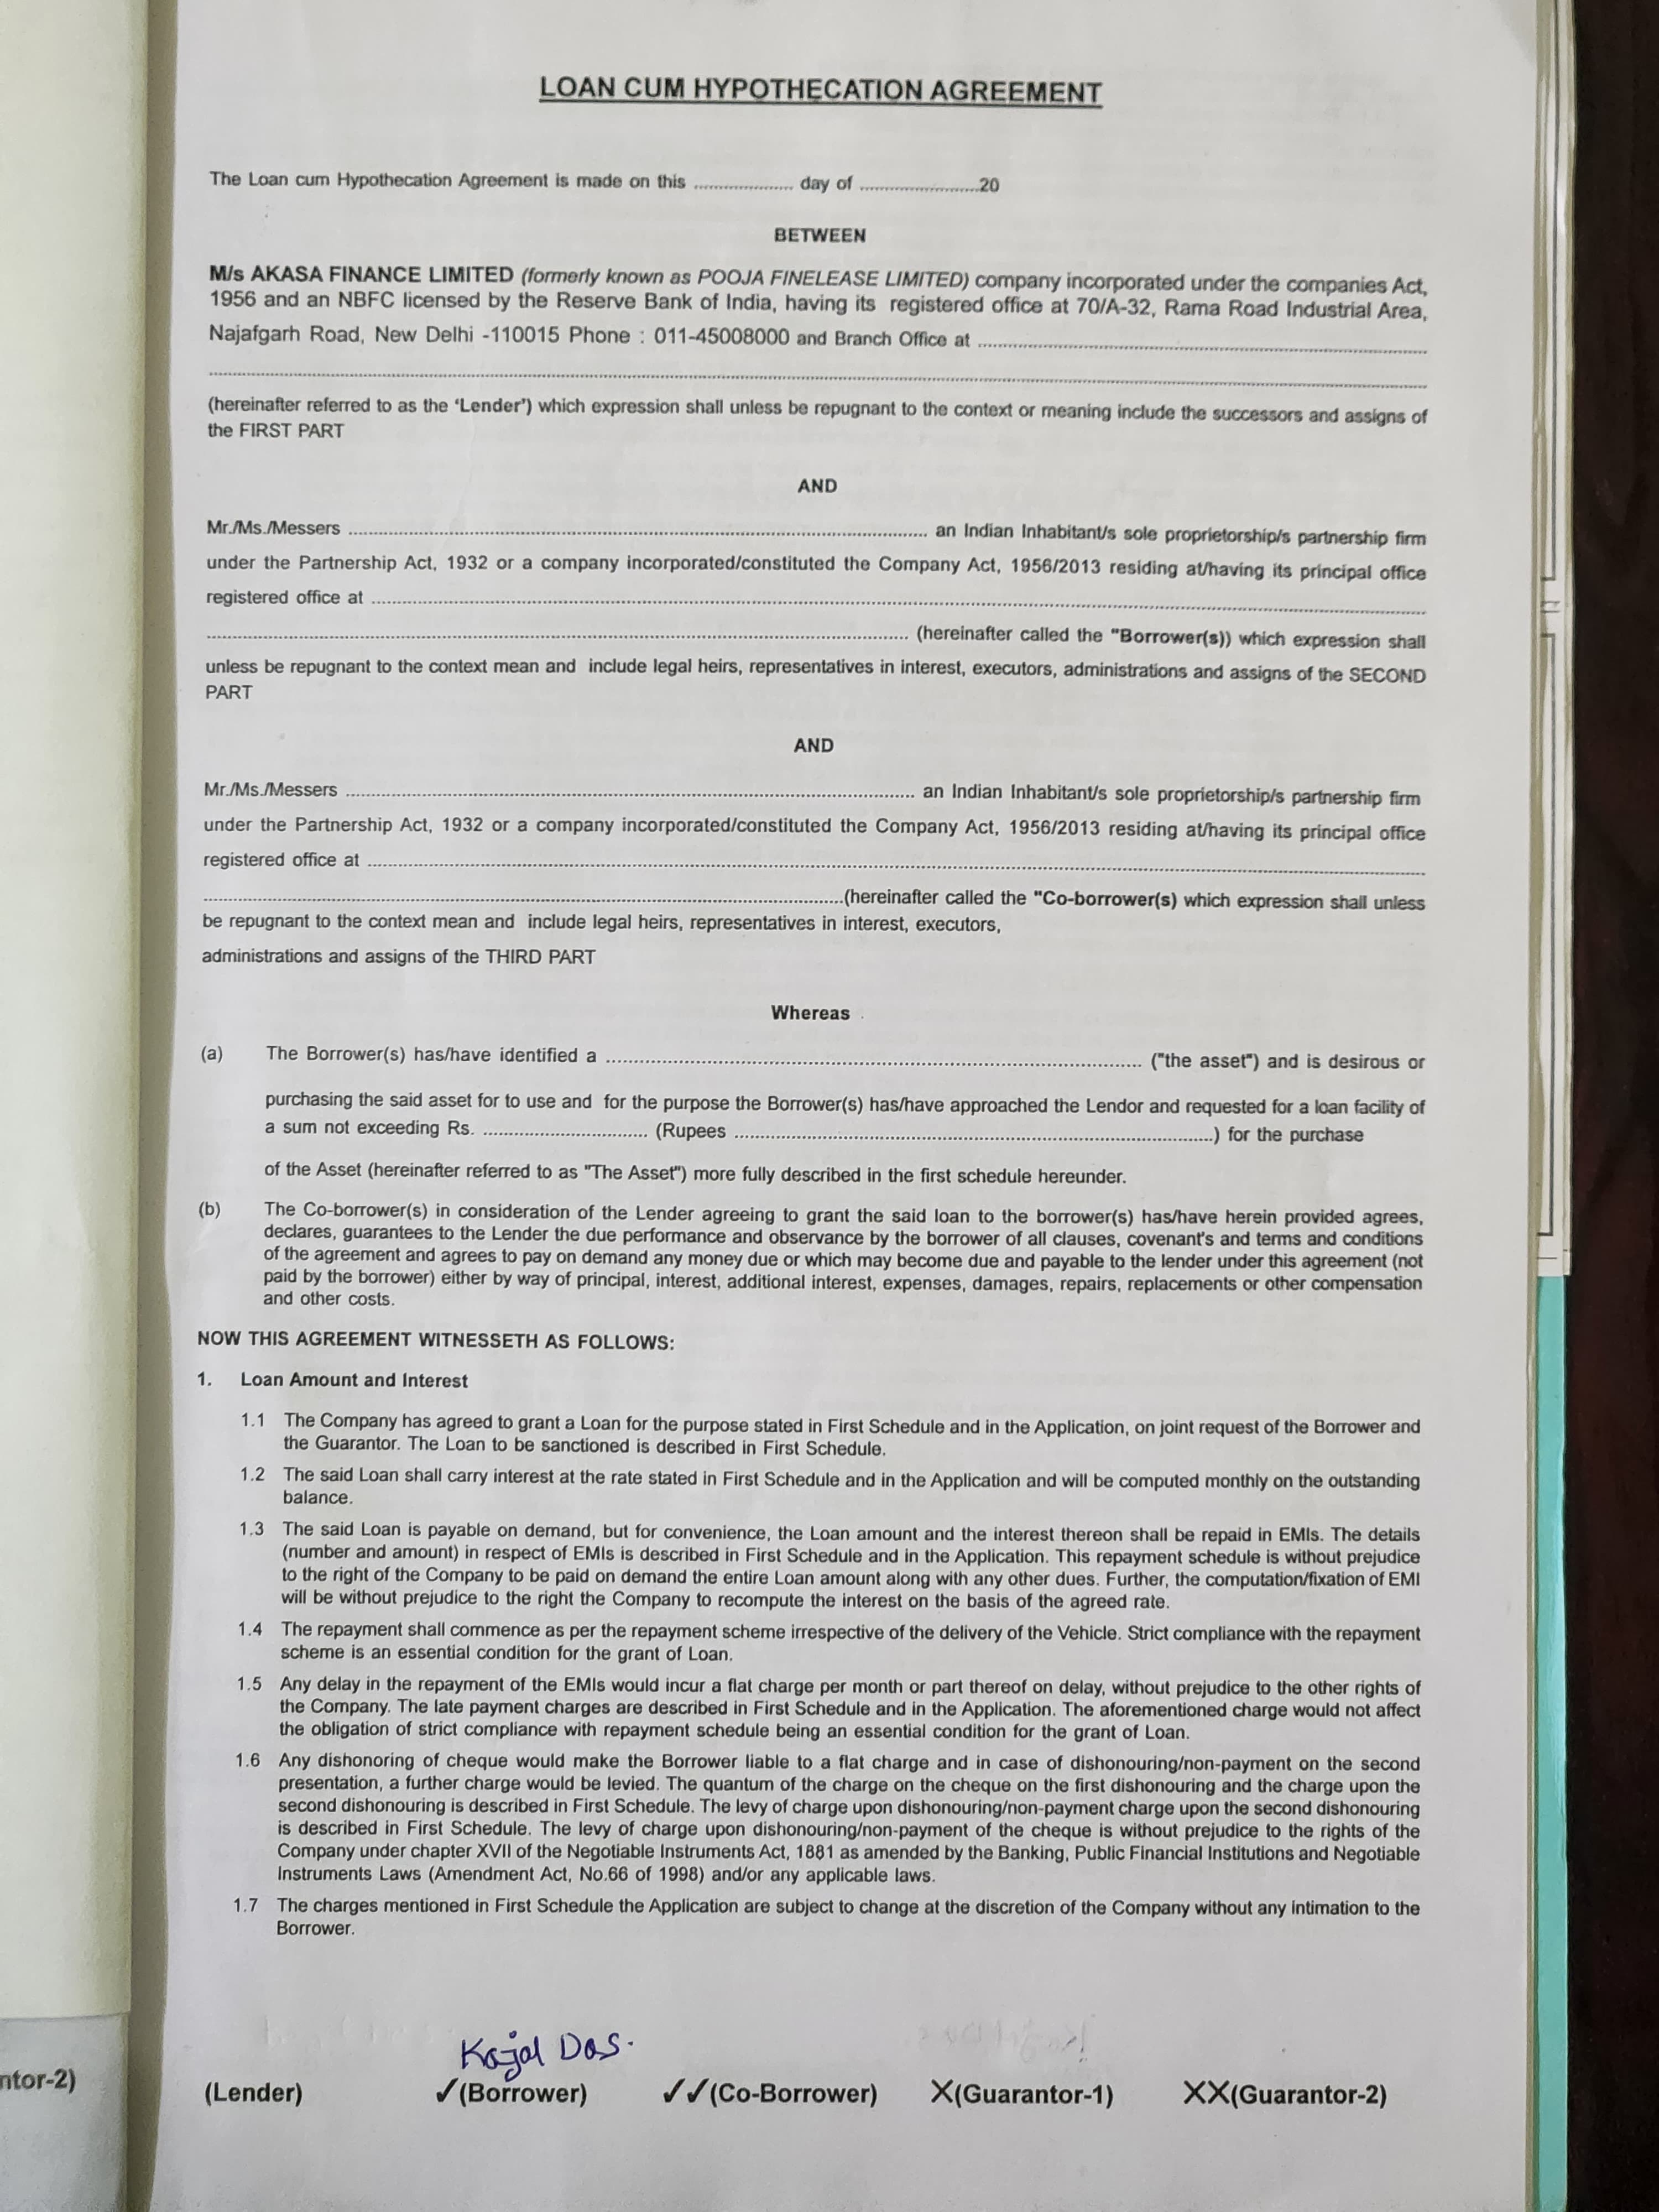 LOAN CUM HYPOTHECATION AGREEMENT
The Loan cum Hypothecation Agreement is made on this .................... day of ........................20
BETWEEN
M/s AKASA FINANCE LIMITED (formerly known as POOJA FINELEASE LIMITED) company incorporated under the companies Act,
1956 and an NBFC licensed by the Reserve Bank of India, having its registered office at 70/A-32, Rama Road Industrial Area,
Najafgarh Road, New Delhi -110015 Phone : 011-45008000 and Branch Office at ....................
....................
(hereinafter referred to as the 'Lender') which expression shall unless be repugnant to the context or meaning include the successors and assigns of
the FIRST PART
AND
Mr./Ms./Messers .................... an Indian Inhabitant/s sole proprietorship/s partnership firm
under the Partnership Act, 1932 or a company incorporated/constituted the Company Act, 1956/2013 residing at/having its principal office
registered office at ....................
.................... (hereinafter called the "Borrower(s)) which expression shall
unless be repugnant to the context mean and include legal heirs, representatives in interest, executors, administrations and assigns of the SECOND
PART
AND
Mr./Ms./Messers .................... an Indian Inhabitant/s sole proprietorship/s partnership firm
under the Partnership Act, 1932 or a company incorporated/constituted the Company Act, 1956/2013 residing at/having its principal office
registered office at ....................
....................(hereinafter called the "Co-borrower(s) which expression shall unless
be repugnant to the context mean and include legal heirs, representatives in interest, executors,
administrations and assigns of the THIRD PART
Whereas
(a) The Borrower(s) has/have identified a .................... ("the asset") and is desirous or
purchasing the said asset for to use and for the purpose the Borrower(s) has/have approached the Lendor and requested for a loan facility of
a sum not exceeding Rs. .................... (Rupees ....................) for the purchase
of the Asset (hereinafter referred to as "The Asset") more fully described in the first schedule hereunder.
(b) The Co-borrower(s) in consideration of the Lender agreeing to grant the said loan to the borrower(s) has/have herein provided agrees,
declares, guarantees to the Lender the due performance and observance by the borrower of all clauses, covenant's and terms and conditions
of the agreement and agrees to pay on demand any money due or which may become due and payable to the lender under this agreement (not
paid by the borrower) either by way of principal, interest, additional interest, expenses, damages, repairs, replacements or other compensation
and other costs.
NOW THIS AGREEMENT WITNESSETH AS FOLLOWS:
1. Loan Amount and Interest
1.1 The Company has agreed to grant a Loan for the purpose stated in First Schedule and in the Application, on joint request of the Borrower and
the Guarantor. The Loan to be sanctioned is described in First Schedule.
1.2 The said Loan shall carry interest at the rate stated in First Schedule and in the Application and will be computed monthly on the outstanding
balance.
1.3 The said Loan is payable on demand, but for convenience, the Loan amount and the interest thereon shall be repaid in EMIs. The details
(number and amount) in respect of EMIs is described in First Schedule and in the Application. This repayment schedule is without prejudice
to the right of the Company to be paid on demand the entire Loan amount along with any other dues. Further, the computation/fixation of EMI
will be without prejudice to the right the Company to recompute the interest on the basis of the agreed rate.
1.4 The repayment shall commence as per the repayment scheme irrespective of the delivery of the Vehicle. Strict compliance with the repayment
scheme is an essential condition for the grant of Loan.
1.5 Any delay in the repayment of the EMIs would incur a flat charge per month or part thereof on delay, without prejudice to the other rights of
the Company. The late payment charges are described in First Schedule and in the Application. The aforementioned charge would not affect
the obligation of strict compliance with repayment schedule being an essential condition for the grant of Loan.
1.6 Any dishonoring of cheque would make the Borrower liable to a flat charge and in case of dishonouring/non-payment on the second
presentation, a further charge would be levied. The quantum of the charge on the cheque on the first dishonouring and the charge upon the
second dishonouring is described in First Schedule. The levy of charge upon dishonouring/non-payment charge upon the second dishonouring
is described in First Schedule. The levy of charge upon dishonouring/non-payment of the cheque is without prejudice to the rights of the
Company under chapter XVII of the Negotiable Instruments Act, 1881 as amended by the Banking, Public Financial Institutions and Negotiable
Instruments Laws (Amendment Act, No.66 of 1998) and/or any applicable laws.
1.7 The charges mentioned in First Schedule the Application are subject to change at the discretion of the Company without any intimation to the
Borrower.
Kajal Das.
ntor-2)
(Lender) ✓(Borrower) ✓✓(Co-Borrower) X(Guarantor-1) XX(Guarantor-2)